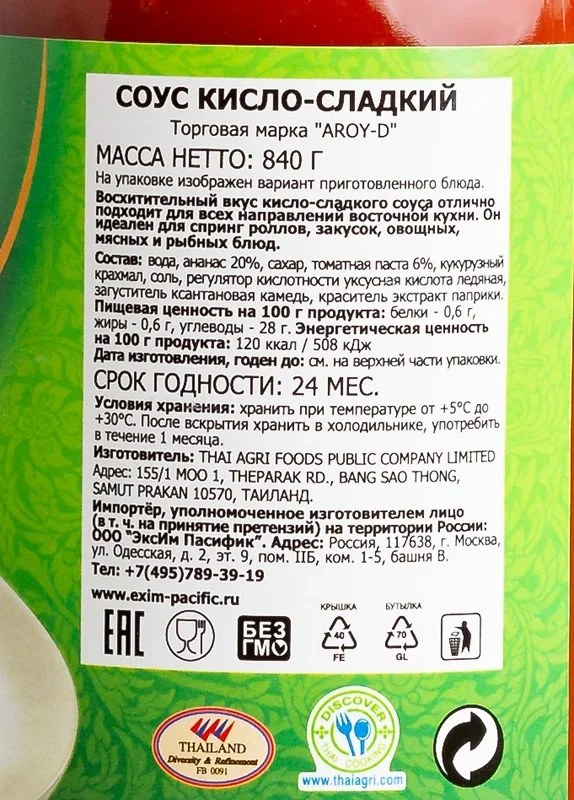 СОУС КИСЛО-СЛАДКИЙ
Торговая марка "AROY-D"
МАССА НЕТТО: 840 Г
На упаковке изображен вариант приготовленного блюда.
Восхитительный вкус кисло-сладкого соуса отлично
подходит для всех направлений восточной кухни. Он
идеален для спринг роллов, закусок, овощных,
мясных и рыбных блюд.
Состав: вода, ананас 20%, сахар, томатная паста 6%, кукурузный
крахмал, соль, регулятор кислотности уксусная кислота ледяная,
загуститель ксантановая камедь, краситель экстракт паприки.
Пищевая ценность на 100 г продукта: белки - 0,6 г,
жиры - 0,6 г, углеводы - 28 г. Энергетическая ценность
на 100 г продукта: 120 ккал / 508 кДж
Дата изготовления, годен до: см. на верхней части упаковки.
СРОК ГОДНОСТИ: 24 МЕС.
Условия хранения: хранить при температуре от +5°С до
+30°С. После вскрытия хранить в холодильнике, употребить
в течение 1 месяца.
Изготовитель: THAI AGRI FOODS PUBLIC COMPANY LIMITED
Адрес: 155/1 MOO 1, THEPARAK RD., BANG SAO THONG,
SAMUT PRAKAN 10570, ТАИЛАНД.
Импортёр, уполномоченное изготовителем лицо
(в т. ч. на принятие претензий) на территории России:
ООО "ЭксИм Пасифик". Адрес: Россия, 117638, г. Москва,
ул. Одесская, д. 2, эт. 9, пом. IIБ, ком. 1-5, башня В.
Тел: +7(495)789-39-19
www.exim-pacific.ru
КРЫШКА БУТЫЛКА
EAC БЕЗ ГМО 40 70
FE GL
THAILAND
Diversity & Refinement
FB 0091
DISCOVER
THAI COOKING
www.thaiagri.com